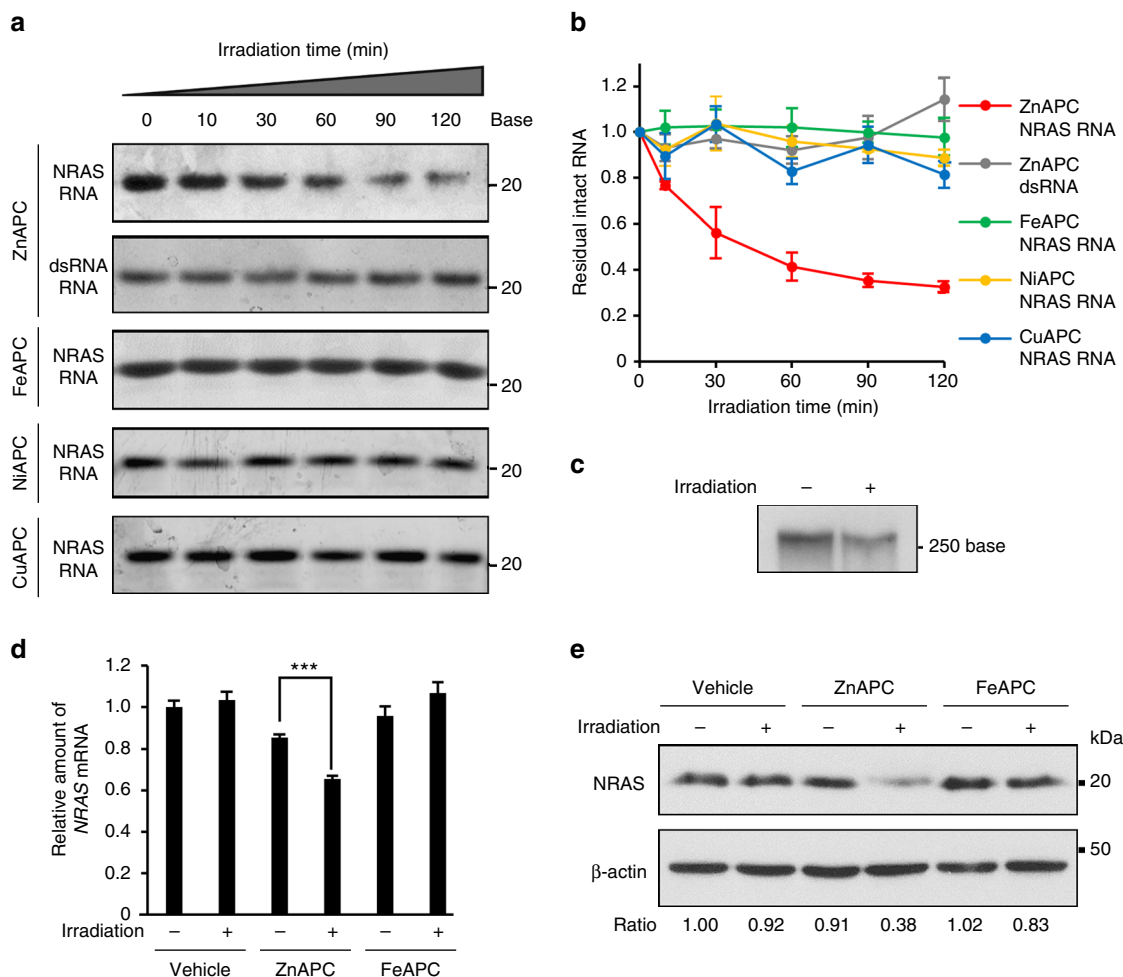 a
Irradiation time (min)
0 10 30 60 90 120 Base
ZnAPC
NRAS
RNA
20
dsRNA
RNA
20
FeAPC
NRAS
RNA
20
NiAPC
NRAS
RNA
20
CuAPC
NRAS
RNA
20
b
Residual intact RNA
1.2
1.0
0.8
0.6
0.4
0.2
0
0 30 60 90 120
Irradiation time (min)
ZnAPC
NRAS RNA
ZnAPC
dsRNA
FeAPC
NRAS RNA
NiAPC
NRAS RNA
CuAPC
NRAS RNA
c
Irradiation – +
250 base
d
Relative amount of
NRAS mRNA
1.2
1.0
0.8
0.6
0.4
0.2
0
***
Irradiation – + – + – +
Vehicle ZnAPC FeAPC
e
Vehicle ZnAPC FeAPC
Irradiation – + – + – +
kDa
NRAS
20
50
β-actin
Ratio 1.00 0.92 0.91 0.38 1.02 0.83